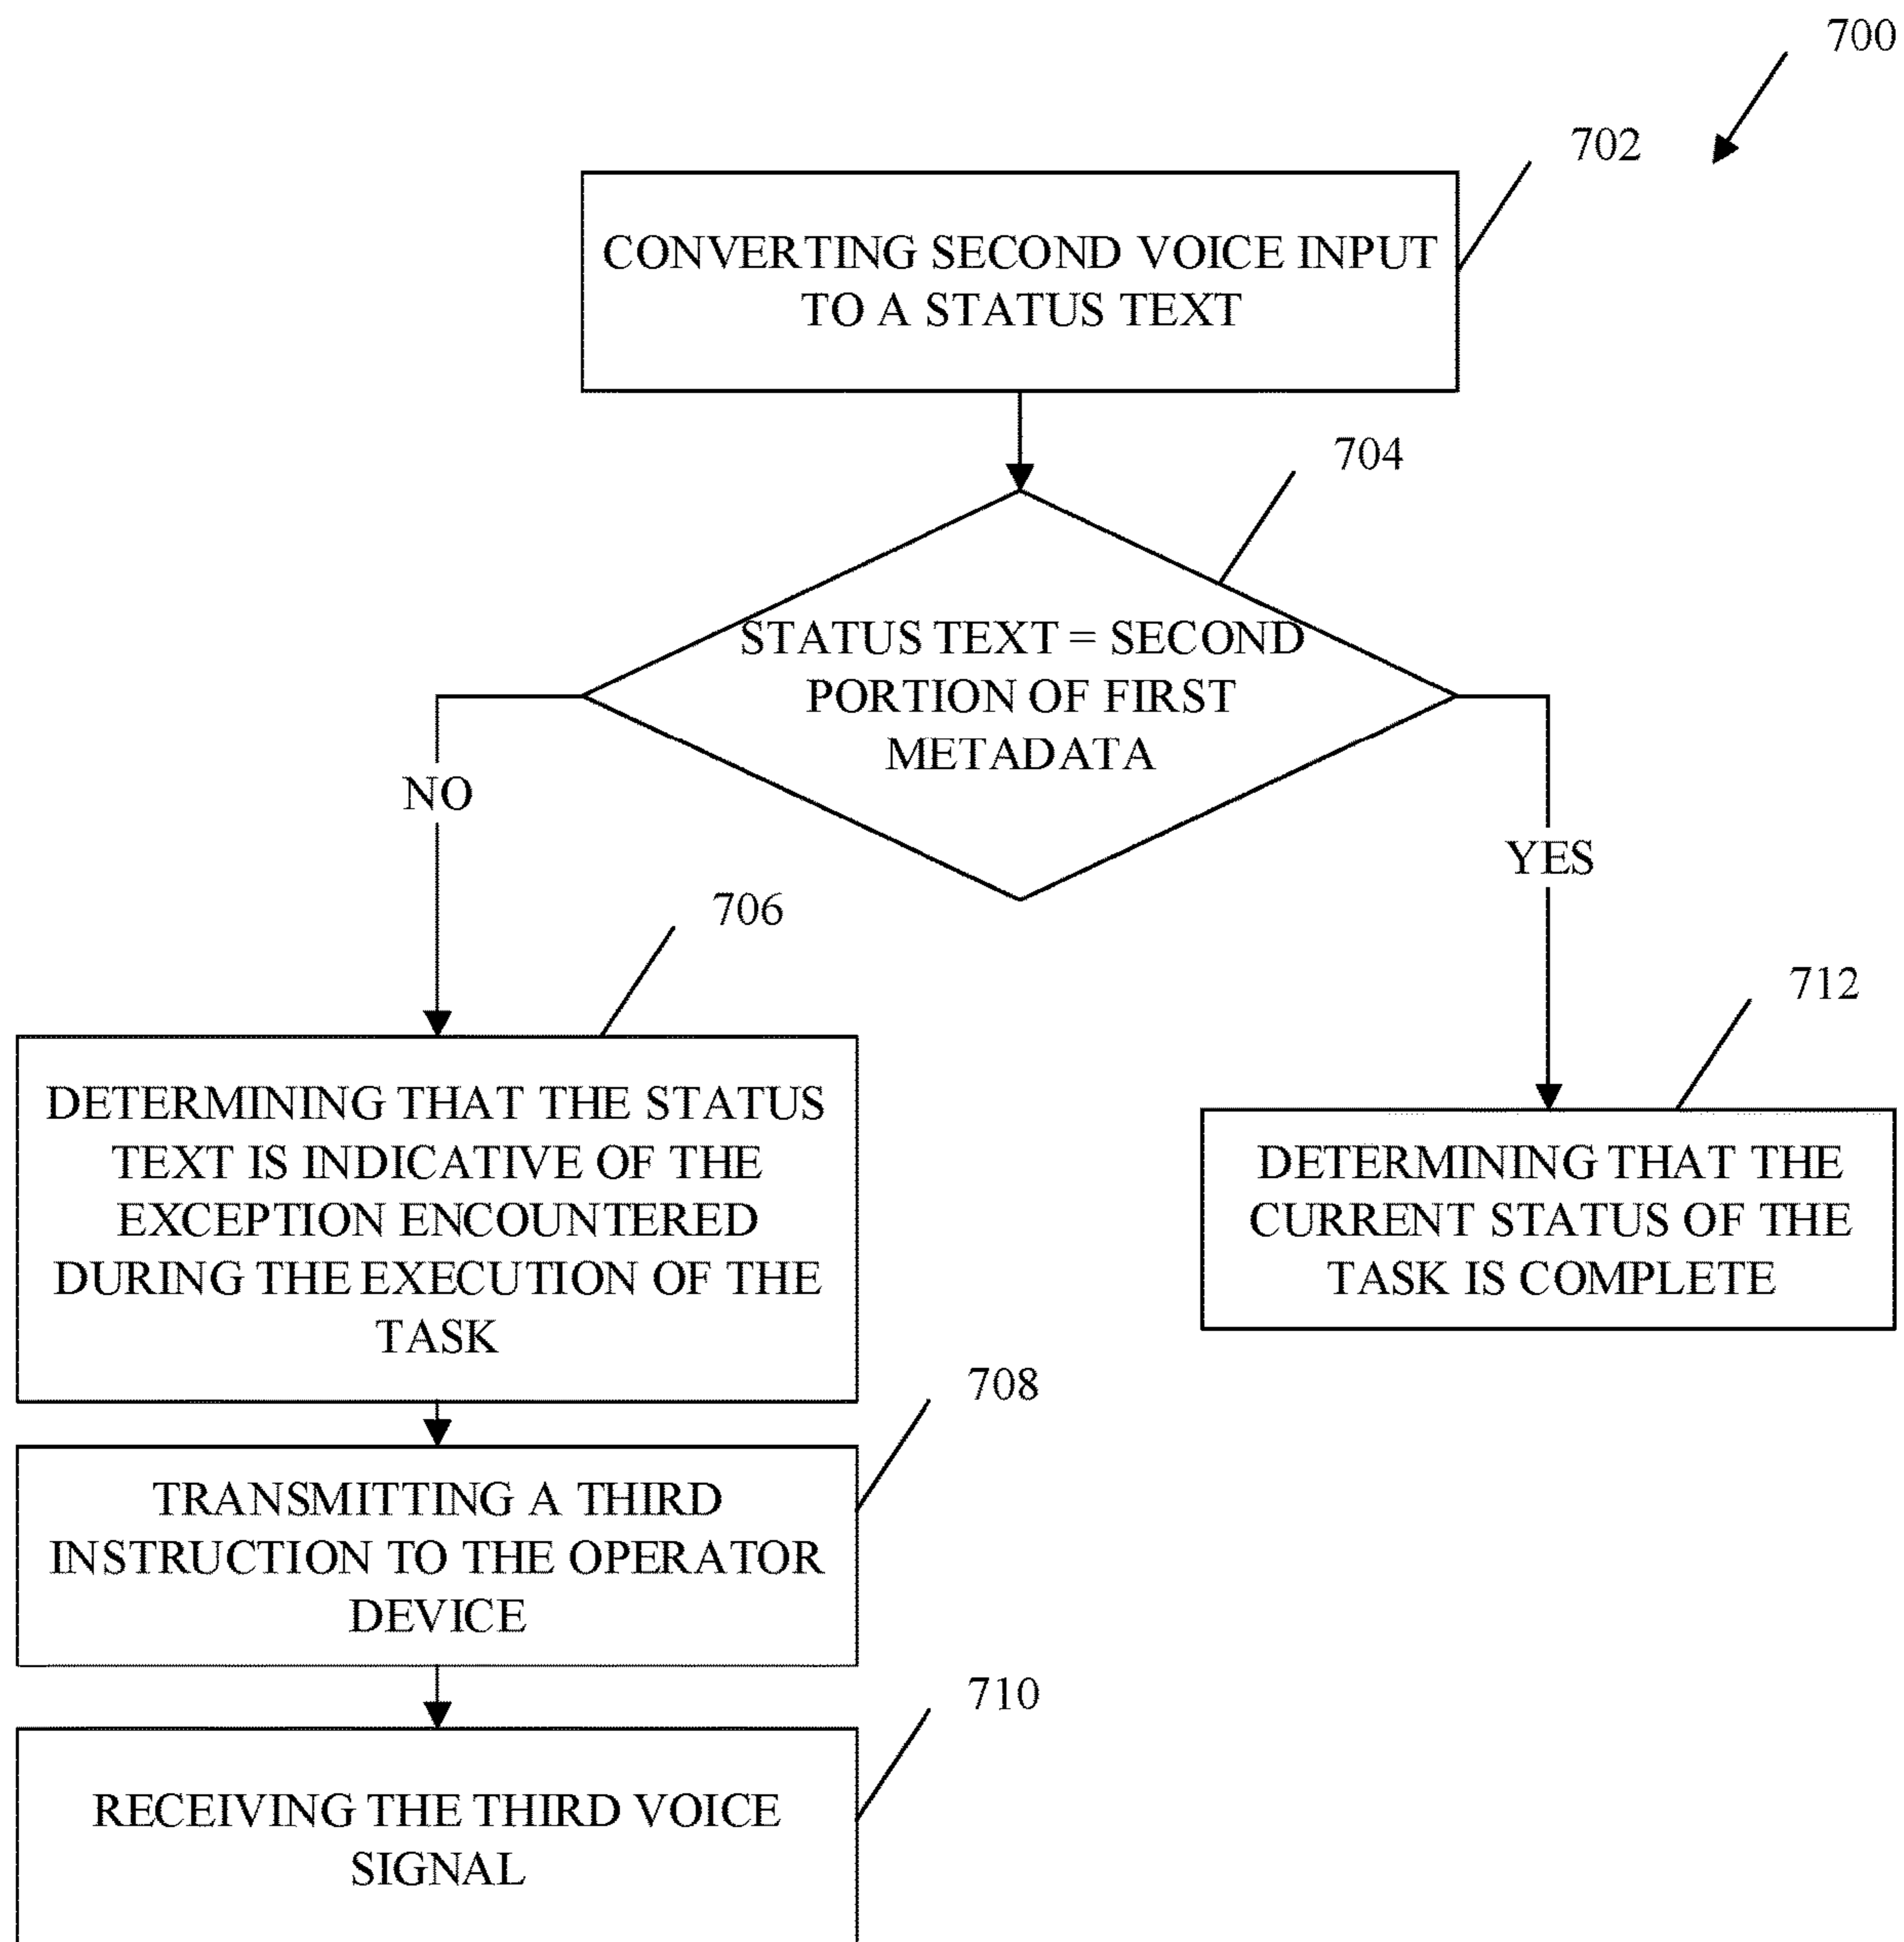 700
702
CONVERTING SECOND VOICE INPUT
TO A STATUS TEXT
704
STATUS TEXT = SECOND
PORTION OF FIRST
METADATA
NO
YES
706
712
DETERMINING THAT THE STATUS
TEXT IS INDICATIVE OF THE
EXCEPTION ENCOUNTERED
DURING THE EXECUTION OF THE
TASK
DETERMINING THAT THE
CURRENT STATUS OF THE
TASK IS COMPLETE
708
TRANSMITTING A THIRD
INSTRUCTION TO THE OPERATOR
DEVICE
710
RECEIVING THE THIRD VOICE
SIGNAL